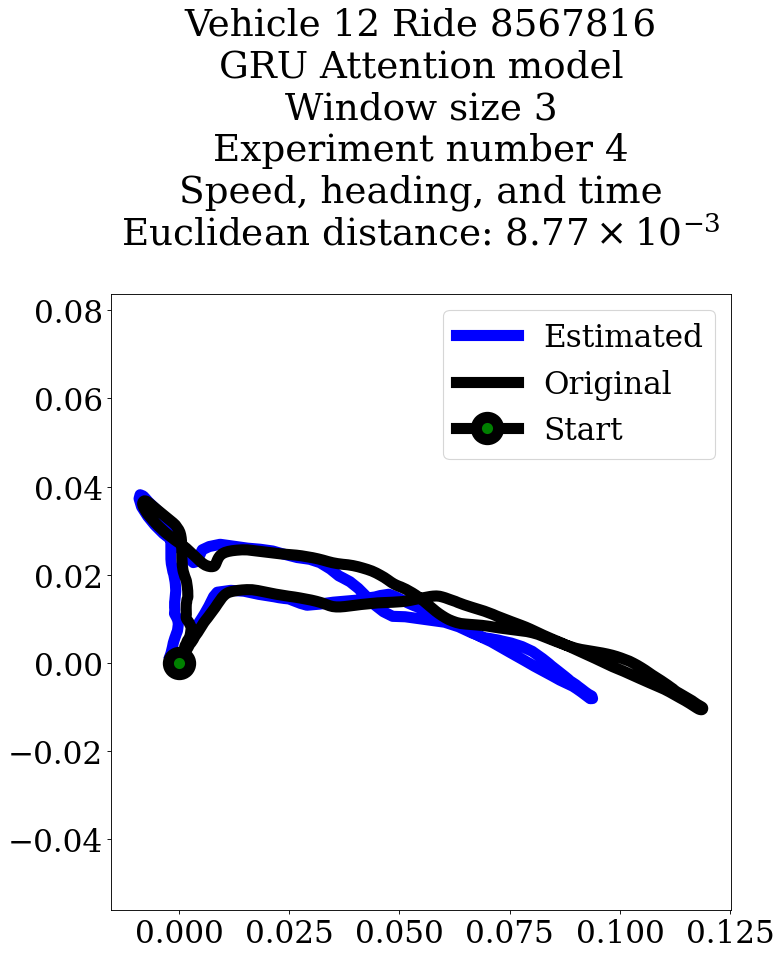 Vehicle 12 Ride 8567816
GRU Attention model
Window size 3
Experiment number 4
Speed, heading, and time
Euclidean distance: 8.77 × 10⁻³
Estimated
Original
Start
0.08
0.06
0.04
0.02
0.00
−0.02
−0.04
0.000 0.025 0.050 0.075 0.100 0.125